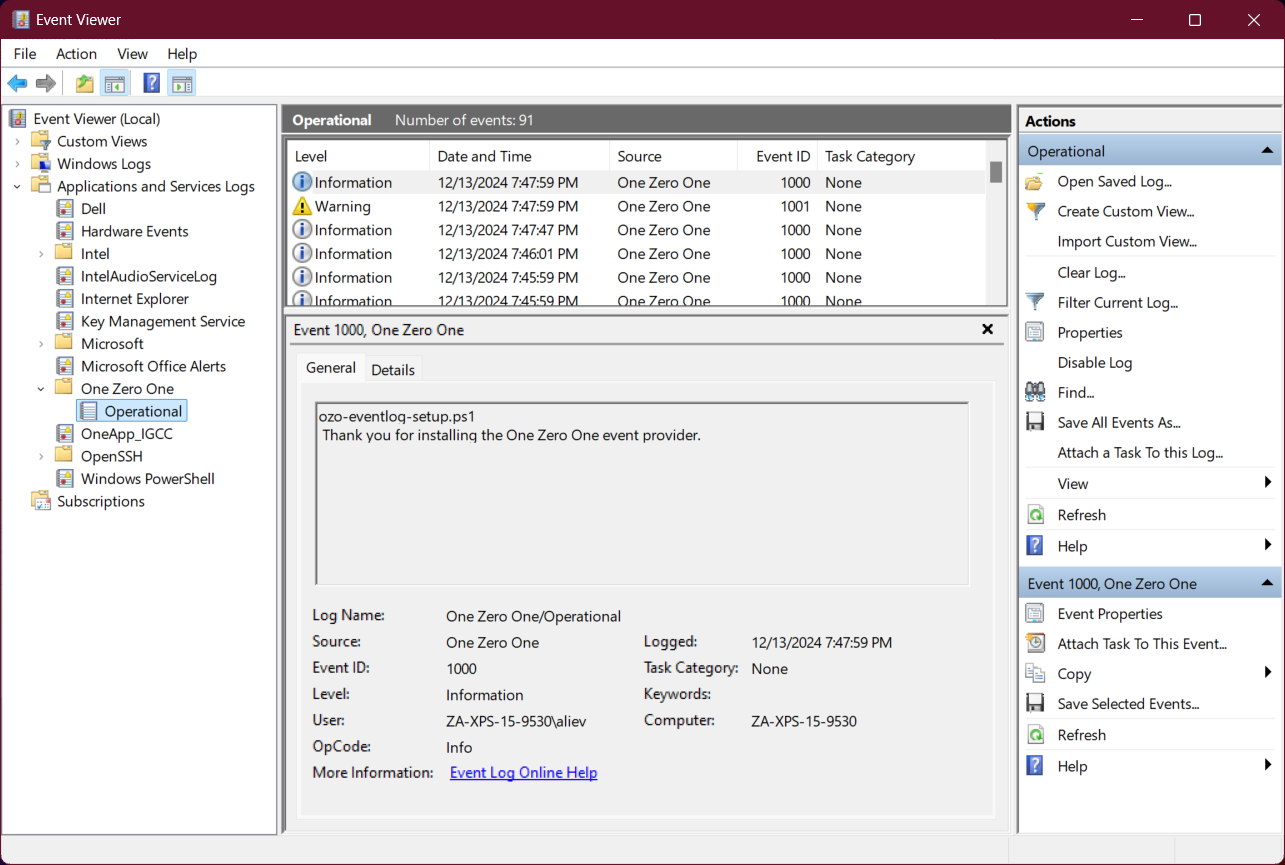 Event Viewer
File Action View Help
Event Viewer (Local)
Custom Views
Windows Logs
Applications and Services Logs
Dell
Hardware Events
Intel
IntelAudioServiceLog
Internet Explorer
Key Management Service
Microsoft
Microsoft Office Alerts
One Zero One
Operational
OneApp_IGCC
OpenSSH
Windows PowerShell
Subscriptions
Operational Number of events: 91
Level Date and Time Source Event ID Task Category
Information 12/13/2024 7:47:59 PM One Zero One 1000 None
Warning 12/13/2024 7:47:59 PM One Zero One 1001 None
Information 12/13/2024 7:47:47 PM One Zero One 1000 None
Information 12/13/2024 7:46:01 PM One Zero One 1000 None
Information 12/13/2024 7:45:59 PM One Zero One 1000 None
Information 12/13/2024 7:45:59 PM One Zero One 1000 None
Event 1000, One Zero One
General Details
ozo-eventlog-setup.ps1
Thank you for installing the One Zero One event provider.
Log Name: One Zero One/Operational
Source: One Zero One Logged: 12/13/2024 7:47:59 PM
Event ID: 1000 Task Category: None
Level: Information Keywords:
User: ZA-XPS-15-9530\aliev Computer: ZA-XPS-15-9530
OpCode: Info
More Information: Event Log Online Help
Actions
Operational
Open Saved Log...
Create Custom View...
Import Custom View...
Clear Log...
Filter Current Log...
Properties
Disable Log
Find...
Save All Events As...
Attach a Task To this Log...
View
Refresh
Help
Event 1000, One Zero One
Event Properties
Attach Task To This Event...
Copy
Save Selected Events...
Refresh
Help